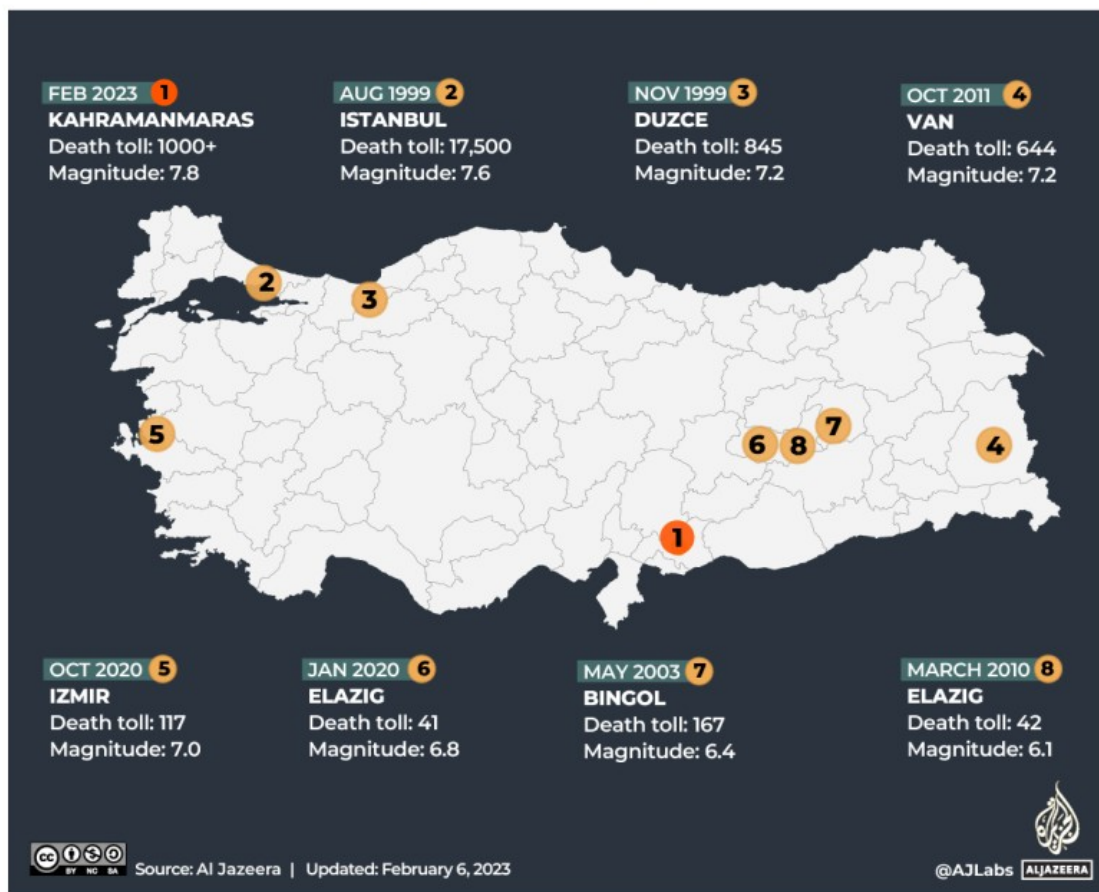 FEB 2023 1
KAHRAMANMARAS
Death toll: 1000+
Magnitude: 7.8
AUG 1999 2
ISTANBUL
Death toll: 17,500
Magnitude: 7.6
NOV 1999 3
DUZCE
Death toll: 845
Magnitude: 7.2
OCT 2011 4
VAN
Death toll: 644
Magnitude: 7.2
2
3
5
6
8
7
4
1
OCT 2020 5
IZMIR
Death toll: 117
Magnitude: 7.0
JAN 2020 6
ELAZIG
Death toll: 41
Magnitude: 6.8
MAY 2003 7
BINGOL
Death toll: 167
Magnitude: 6.4
MARCH 2010 8
ELAZIG
Death toll: 42
Magnitude: 6.1
cc BY NC SA
Source: Al Jazeera | Updated: February 6, 2023
@AJLabs ALJAZEERA